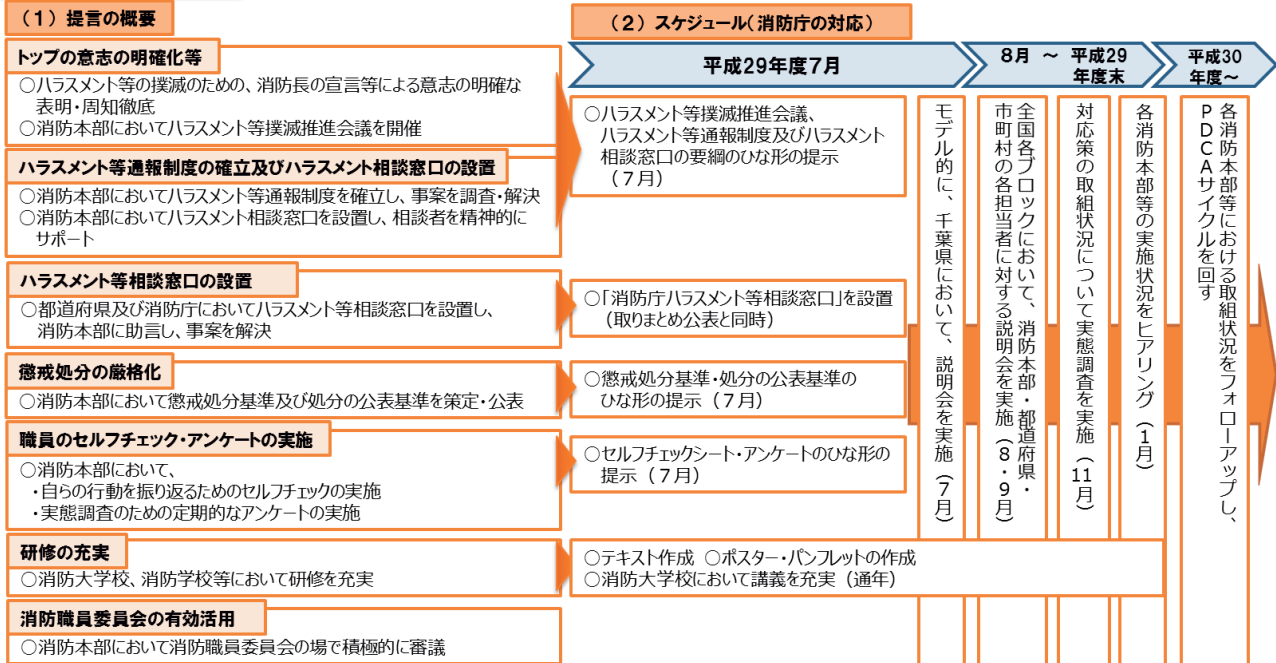 (1)提言の概要
トップの意志の明確化等
○ハラスメント等の撲滅のための、消防長の宣言等による意志の明確な
表明・周知徹底
○消防本部においてハラスメント等撲滅推進会議を開催
ハラスメント等通報制度の確立及びハラスメント相談窓口の設置
○消防本部においてハラスメント等通報制度を確立し、事案を調査・解決
○消防本部においてハラスメント相談窓口を設置し、相談者を精神的に
サポート
ハラスメント等相談窓口の設置
○都道府県及び消防庁においてハラスメント等相談窓口を設置し、
消防本部に助言し、事案を解決
懲戒処分の厳格化
○消防本部において懲戒処分基準及び処分の公表基準を策定・公表
職員のセルフチェック・アンケートの実施
○消防本部において、
・自らの行動を振り返るためのセルフチェックの実施
・実態調査のための定期的なアンケートの実施
研修の充実
○消防大学校、消防学校等において研修を充実
消防職員委員会の有効活用
○消防本部において消防職員委員会の場で積極的に審議
(2)スケジュール(消防庁の対応)
平成29年度7月
8月 ~ 平成29
年度末
平成30
年度~
○ハラスメント等撲滅推進会議、
ハラスメント等通報制度及びハラスメント
相談窓口の要綱のひな形の提示
(7月)
○「消防庁ハラスメント等相談窓口」を設置
(取りまとめ公表と同時)
○懲戒処分基準・処分の公表基準の
ひな形の提示(7月)
○セルフチェックシート・アンケートのひな形の
提示(7月)
○テキスト作成 ○ポスター・パンフレットの作成
○消防大学校において講義を充実(通年)
モデル的に、千葉県において、説明会を実施(7月)
全国各ブロックにおいて、消防本部・都道府県・
市町村の各担当者に対する説明会を実施(8・9月)
対応策の取組状況について実態調査を実施(11月)
各消防本部等の実施状況をヒアリング(1月)
各消防本部等における取組状況をフォローアップし、
PDCAサイクルを回す